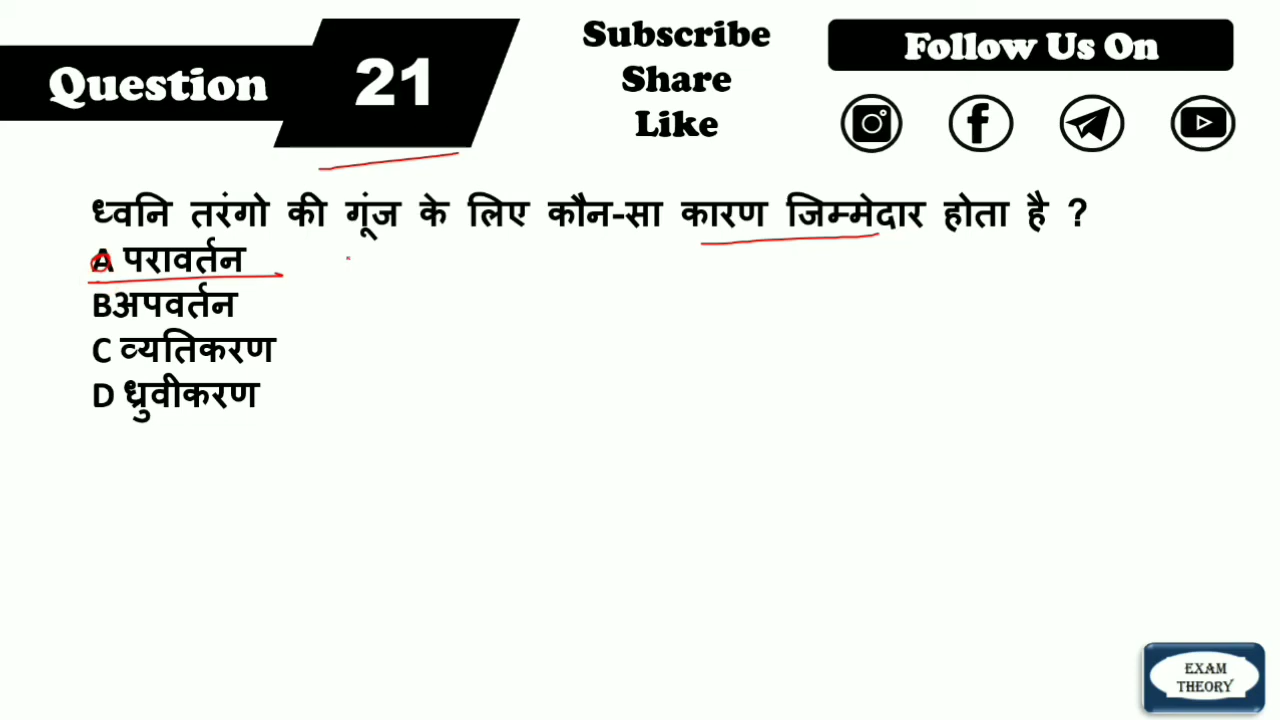 Question
21
Subscribe
Share
Like
Follow Us On
ध्वनि तरंगो की गूंज के लिए कौन-सा कारण जिम्मेदार होता है ?
A परावर्तन
Bअपवर्तन
C व्यतिकरण
D ध्रुवीकरण
EXAM
THEORY